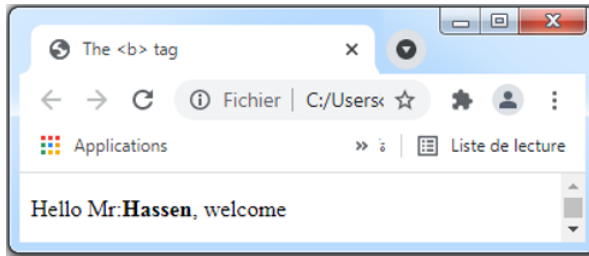 The <b> tag
Fichier | C:/Users
Applications » Liste de lecture
Hello Mr:Hassen, welcome